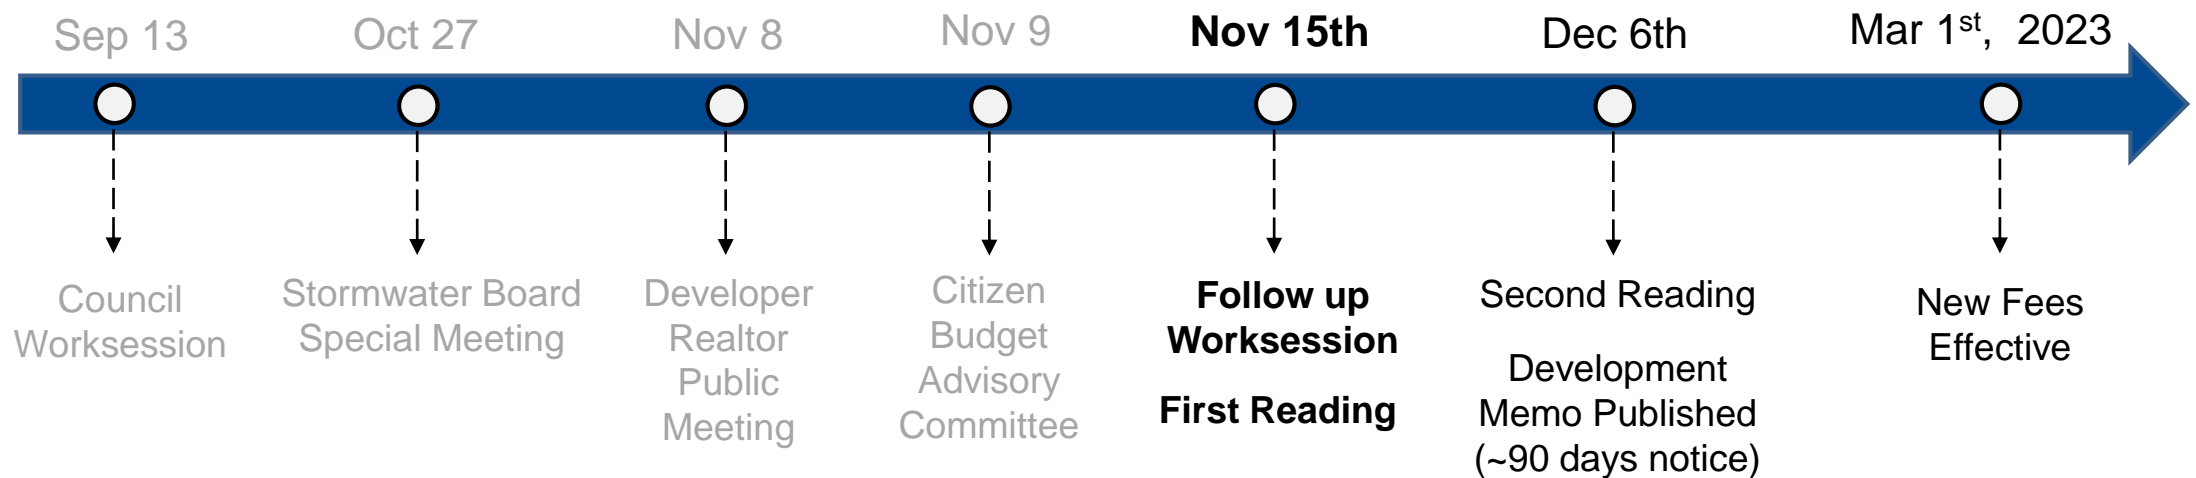 Sep 13
Oct 27
Nov 8
Nov 9
Nov 15th
Dec 6th
Mar 1st, 2023
Council
Worksession
Stormwater Board
Special Meeting
Developer
Realtor
Public
Meeting
Citizen
Budget
Advisory
Committee
Follow up
Worksession
First Reading
Second Reading
Development
Memo Published
(~90 days notice)
New Fees
Effective